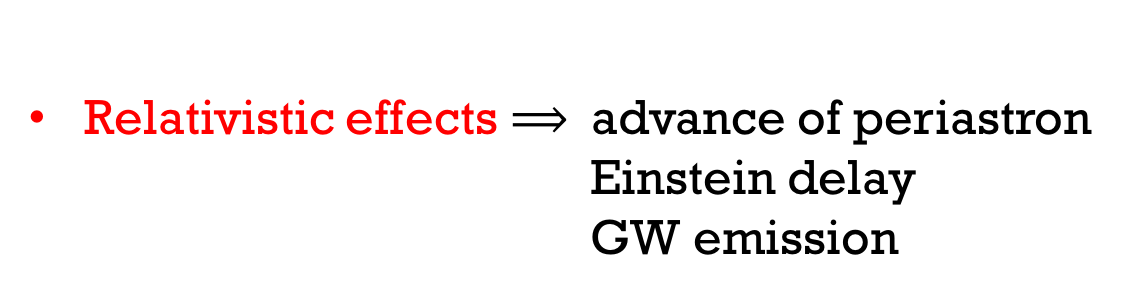 • Relativistic effects ⟹ advance of periastron
Einstein delay
GW emission